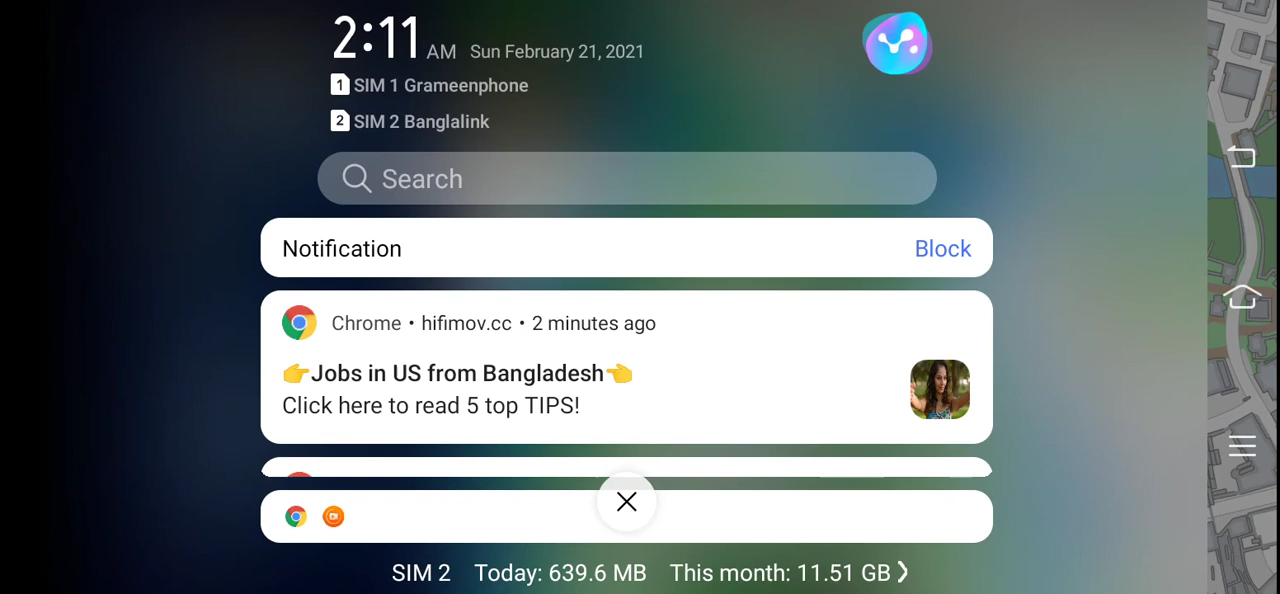 2:11 AM Sun February 21, 2021
1 SIM 1 Grameenphone
2 SIM 2 Banglalink
Search
Notification Block
Chrome • hifimov.cc • 2 minutes ago
👉Jobs in US from Bangladesh👈
Click here to read 5 top TIPS!
SIM 2 Today: 639.6 MB This month: 11.51 GB ❯